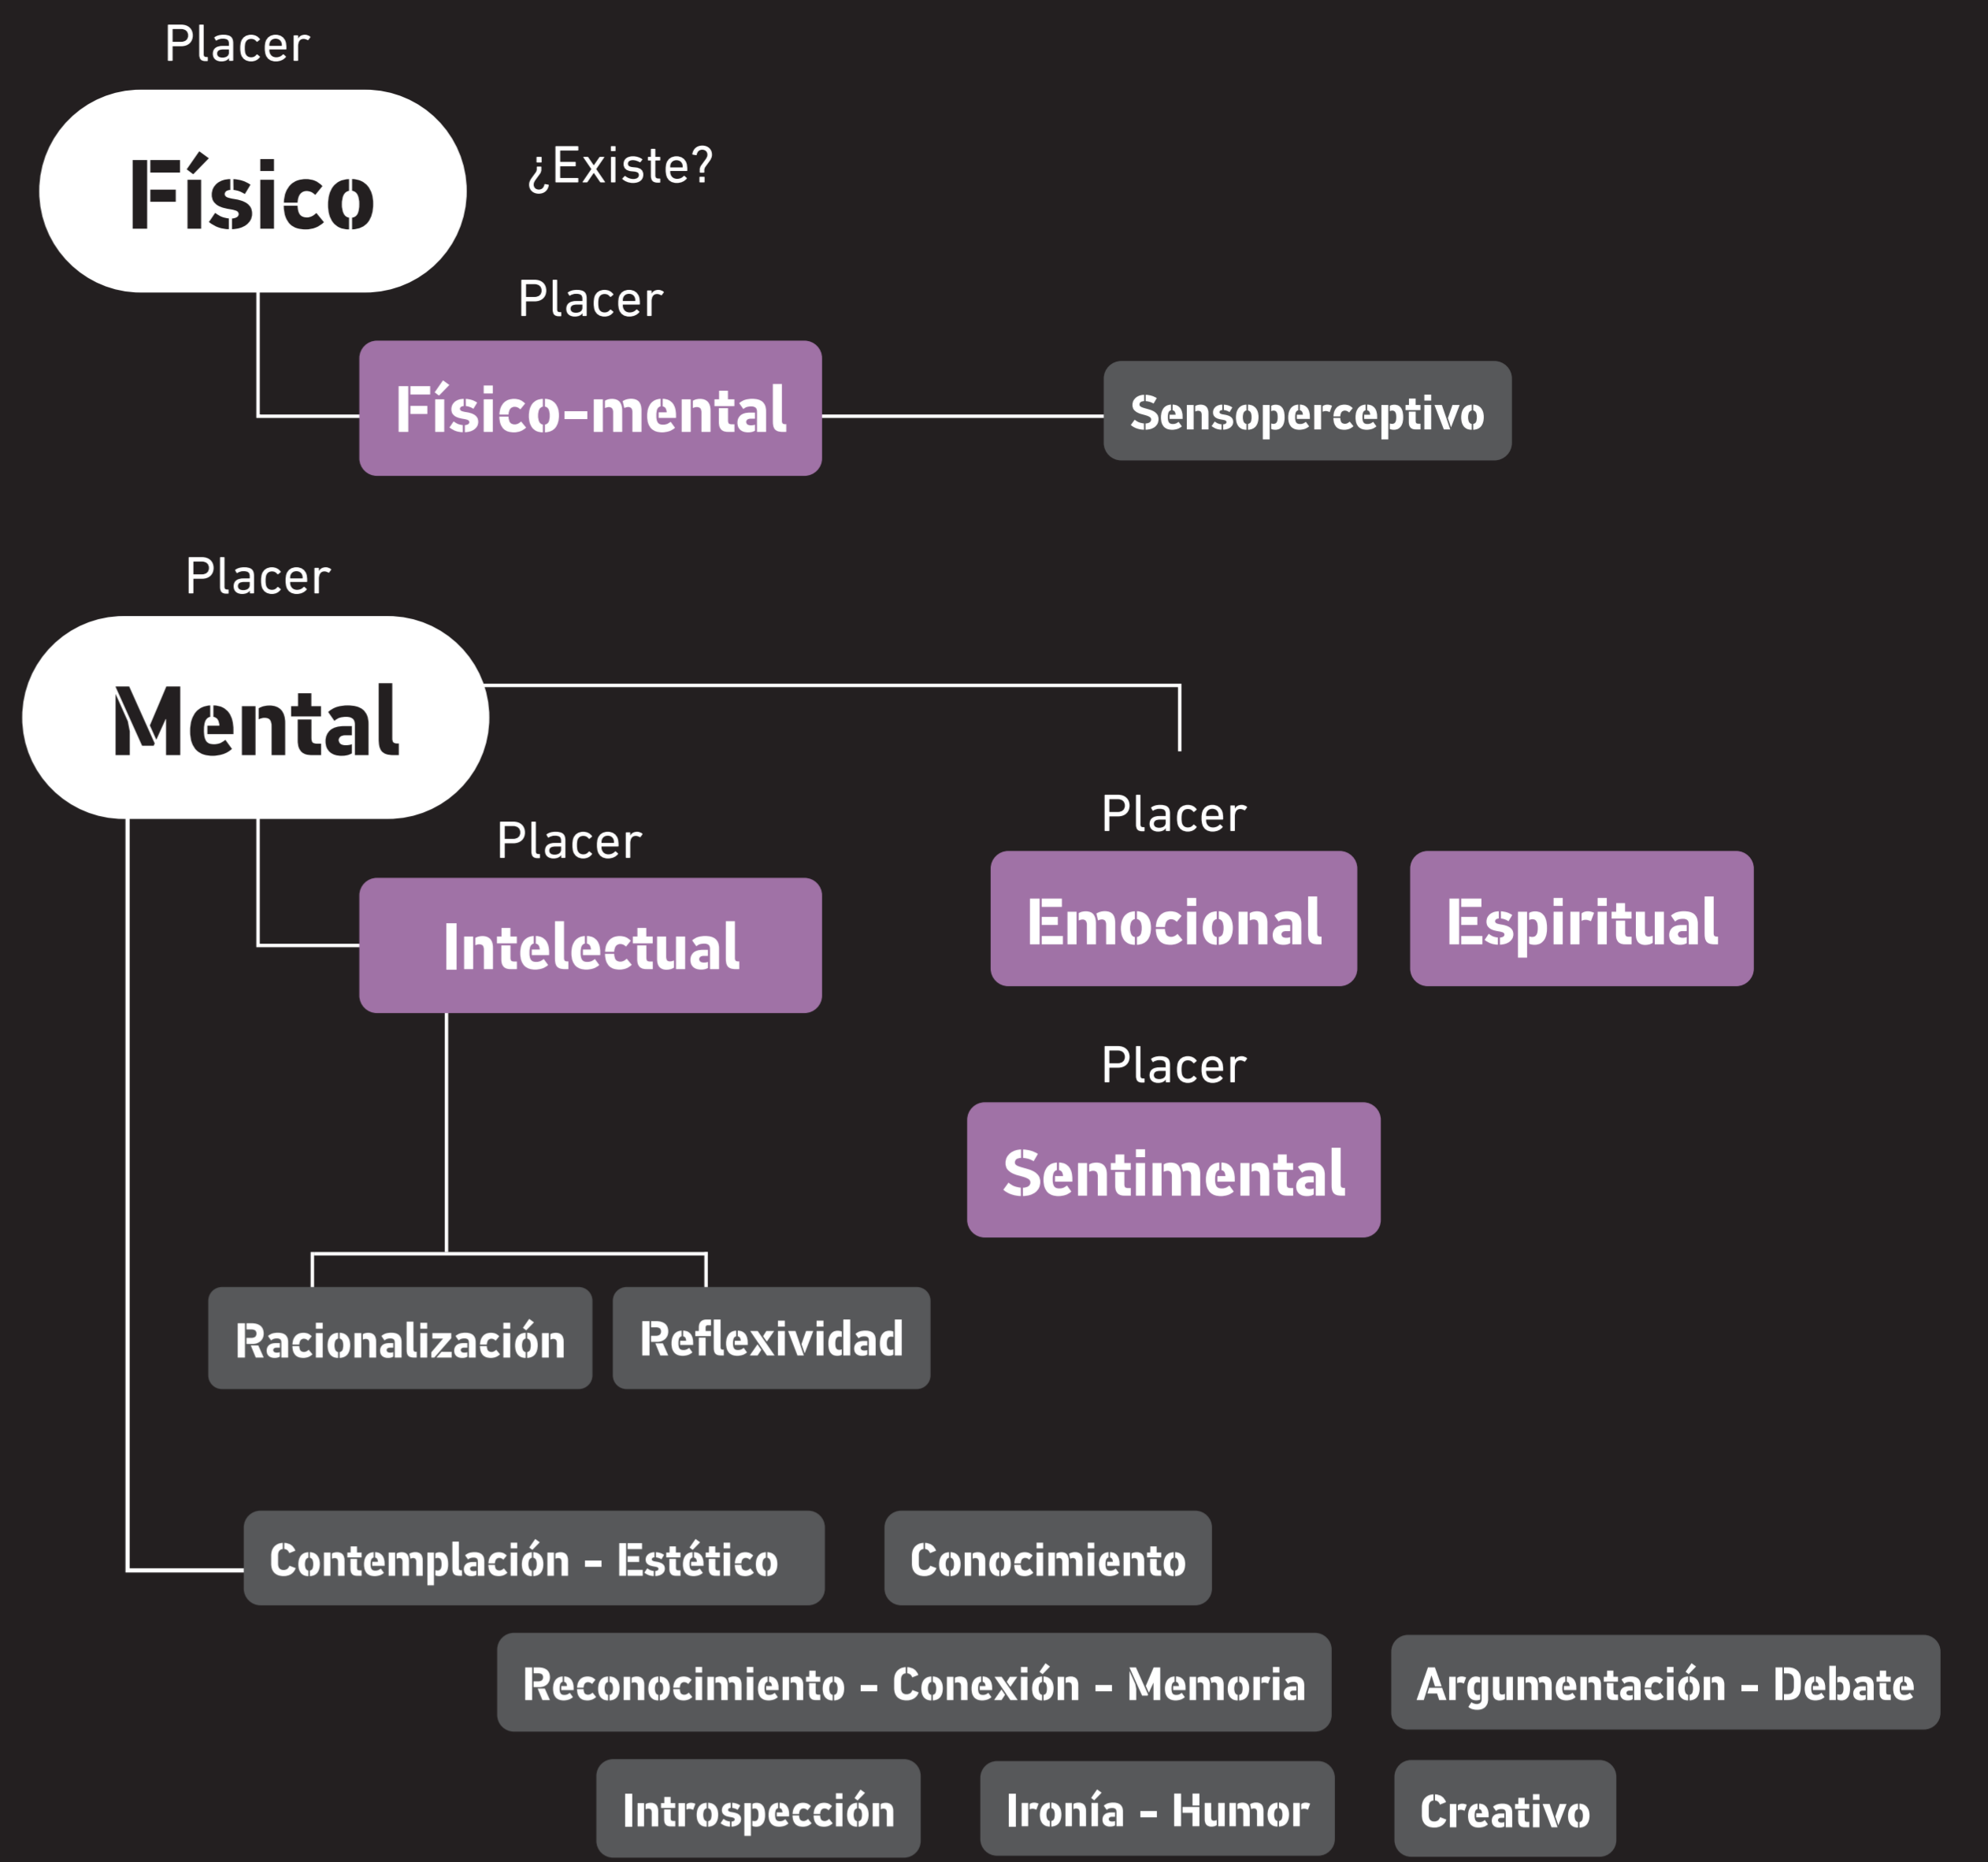 Placer
Físico
¿Existe?
Placer
Físico-mental
Sensoperceptivo
Placer
Mental
Placer
Intelectual
Placer
Emocional
Espiritual
Placer
Sentimental
Racionalización
Reflexividad
Contemplación - Estético
Conocimiento
Reconocimiento – Conexión – Memoria
Argumentación - Debate
Introspección
Ironía - Humor
Creativo